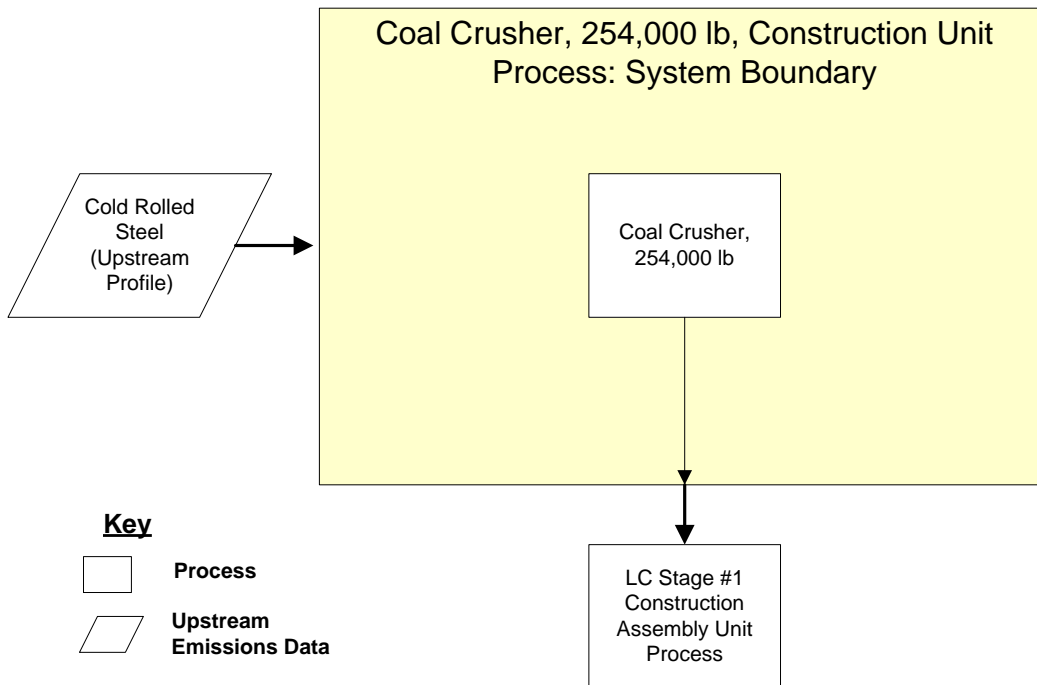 Coal Crusher, 254,000 lb, Construction Unit
Process: System Boundary
Cold Rolled
Steel
(Upstream
Profile)
Coal Crusher,
254,000 lb
Key
Process
Upstream
Emissions Data
LC Stage #1
Construction
Assembly Unit
Process